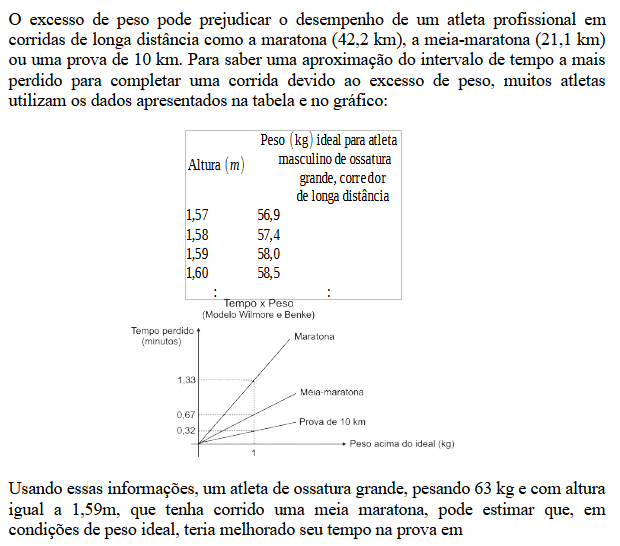 O excesso de peso pode prejudicar o desempenho de um atleta profissional em
corridas de longa distância como a maratona (42,2 km), a meia-maratona (21,1 km)
ou uma prova de 10 km. Para saber uma aproximação do intervalo de tempo a mais
perdido para completar uma corrida devido ao excesso de peso, muitos atletas
utilizam os dados apresentados na tabela e no gráfico:
Altura (m)
Peso (kg) ideal para atleta
masculino de ossatura
grande, corredor
de longa distância
1,57 56,9
1,58 57,4
1,59 58,0
1,60 58,5
: :
Tempo x Peso
(Modelo Wilmore e Benke)
Tempo perdido
(minutos)
Maratona
1,33
Meia-maratona
0,67
Prova de 10 km
0,32
Peso acima do ideal (kg)
1
Usando essas informações, um atleta de ossatura grande, pesando 63 kg e com altura
igual a 1,59m, que tenha corrido uma meia maratona, pode estimar que, em
condições de peso ideal, teria melhorado seu tempo na prova em